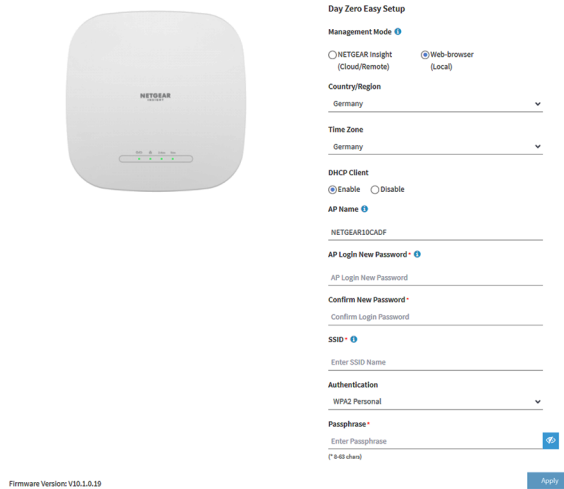 Day Zero Easy Setup
Management Mode
NETGEAR Insight
(Cloud/Remote)
Web-browser
(Local)
Country/Region
Germany
Time Zone
Germany
DHCP Client
Enable
Disable
AP Name
NETGEAR10CADF
AP Login New Password*
AP Login New Password
Confirm New Password*
Confirm Login Password
SSID*
Enter SSID Name
Authentication
WPA2 Personal
Passphrase*
Enter Passphrase
(* 8-63 chars)
Apply
NETGEAR
Firmware Version: V10.1.0.19